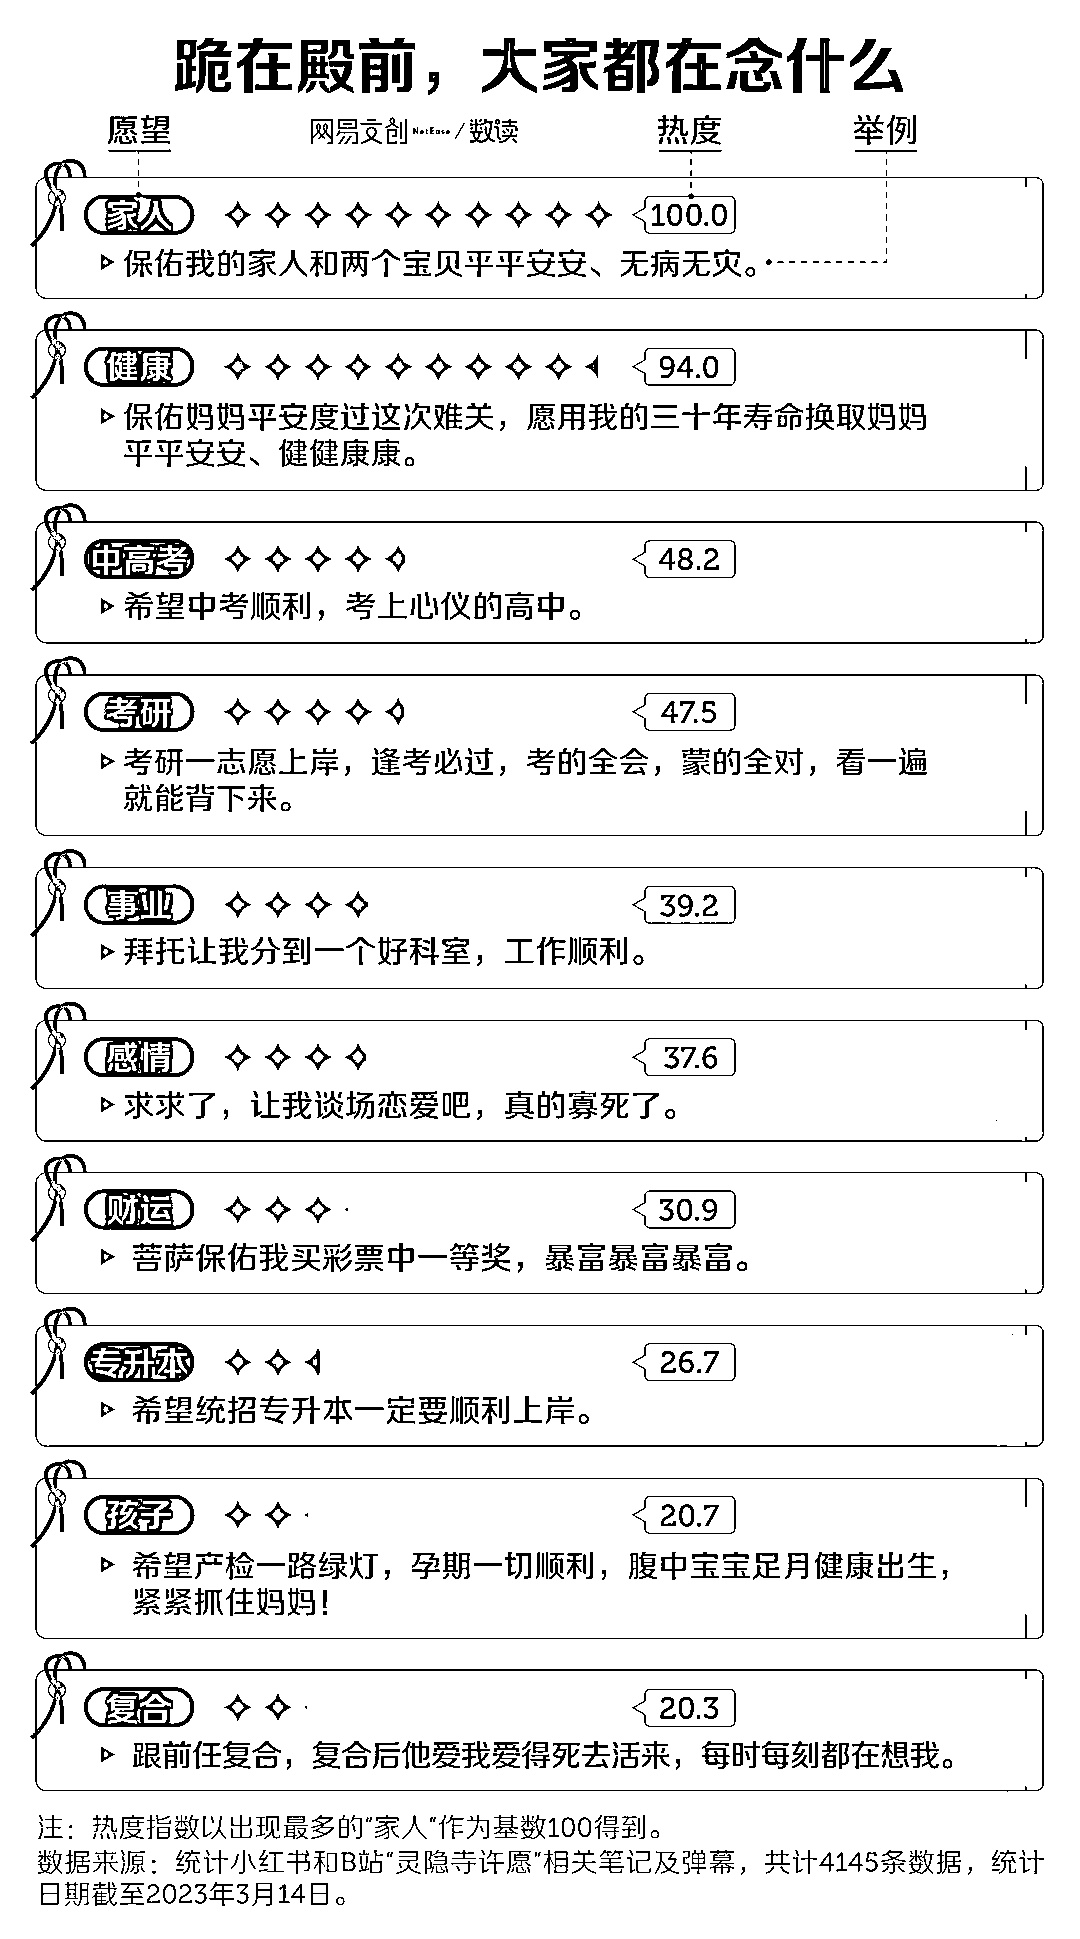 跪在殿前，大家都在念什么
愿望
网易文创 NetEase / 数读
热度
举例
家人
100.0
保佑我的家人和两个宝贝平平安安、无病无灾。
健康
94.0
保佑妈妈平安度过这次难关，愿用我的三十年寿命换取妈妈
平平安安、健健康康。
中高考
48.2
希望中考顺利，考上心仪的高中。
考研
47.5
考研一志愿上岸，逢考必过，考的全会，蒙的全对，看一遍
就能背下来。
事业
39.2
拜托让我分到一个好科室，工作顺利。
感情
37.6
求求了，让我谈场恋爱吧，真的寡死了。
财运
30.9
菩萨保佑我买彩票中一等奖，暴富暴富暴富。
专升本
26.7
希望统招专升本一定要顺利上岸。
孩子
20.7
希望产检一路绿灯，孕期一切顺利，腹中宝宝足月健康出生，
紧紧抓住妈妈！
复合
20.3
跟前任复合，复合后他爱我爱得死去活来，每时每刻都在想我。
注：热度指数以出现最多的“家人“作为基数100得到。
数据来源：统计小红书和B站“灵隐寺许愿”相关笔记及弹幕，共计4145条数据，统计
日期截至2023年3月14日。